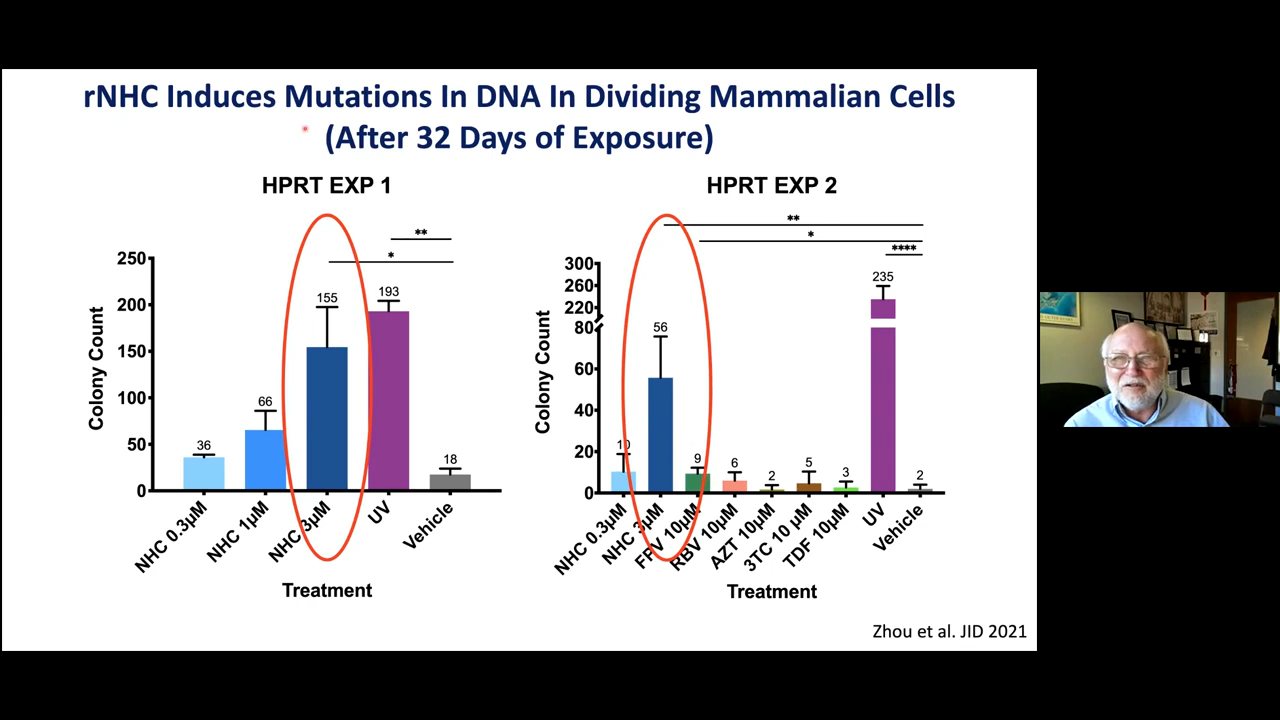 rNHC Induces Mutations In DNA In Dividing Mammalian Cells
(After 32 Days of Exposure)
HPRT EXP 1
**
*
250
200
150
100
50
0
Colony Count
36
66
155
193
18
NHC 0.3µM
NHC 1µM
NHC 3µM
UV
Vehicle
Treatment
HPRT EXP 2
**
*
****
300
260
220
80
60
40
20
0
Colony Count
10
56
9
6
2
5
3
235
2
NHC 0.3µM
NHC 3µM
FPV 10µM
RBV 10µM
AZT 10µM
3TC 10 µM
TDF 10µM
UV
Vehicle
Treatment
Zhou et al. JID 2021